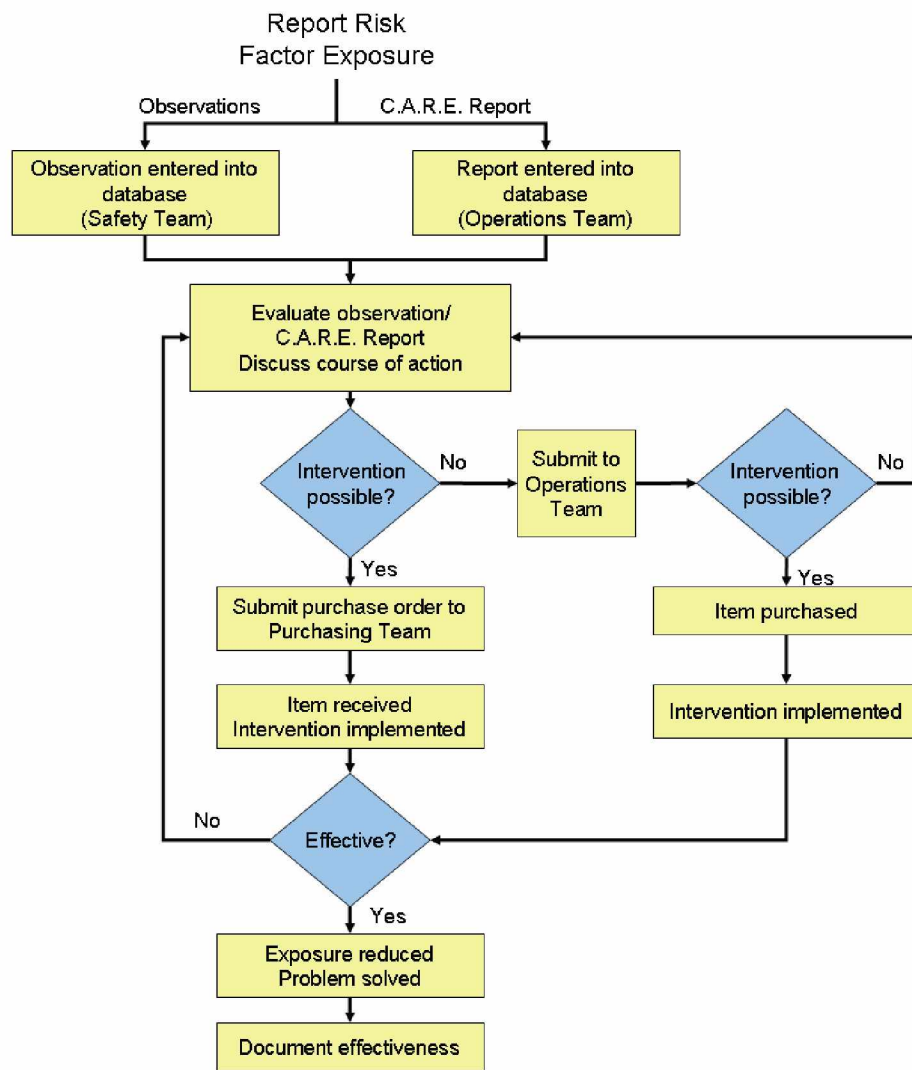 Report Risk
Factor Exposure
Observations
C.A.R.E. Report
Observation entered into
database
(Safety Team)
Report entered into
database
(Operations Team)
Evaluate observation/
C.A.R.E. Report
Discuss course of action
Intervention
possible?
No
Submit to
Operations
Team
Intervention
possible?
No
Yes
Yes
Submit purchase order to
Purchasing Team
Item purchased
Item received
Intervention implemented
Intervention implemented
No
Effective?
Yes
Exposure reduced
Problem solved
Document effectiveness